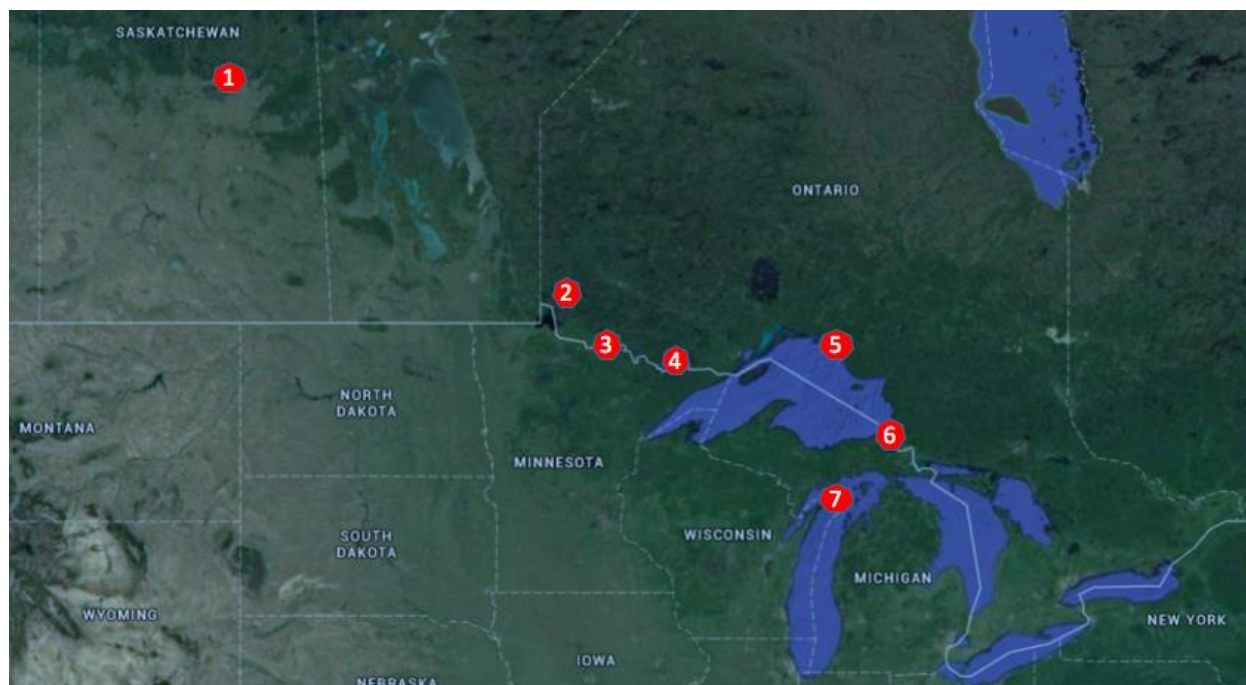 SASKATCHEWAN
1
ONTARIO
2
3
4
5
NORTH
DAKOTA
MONTANA
6
MINNESOTA
7
SOUTH
DAKOTA
WISCONSIN
MICHIGAN
WYOMING
NEW YORK
IOWA
NEBRASKA